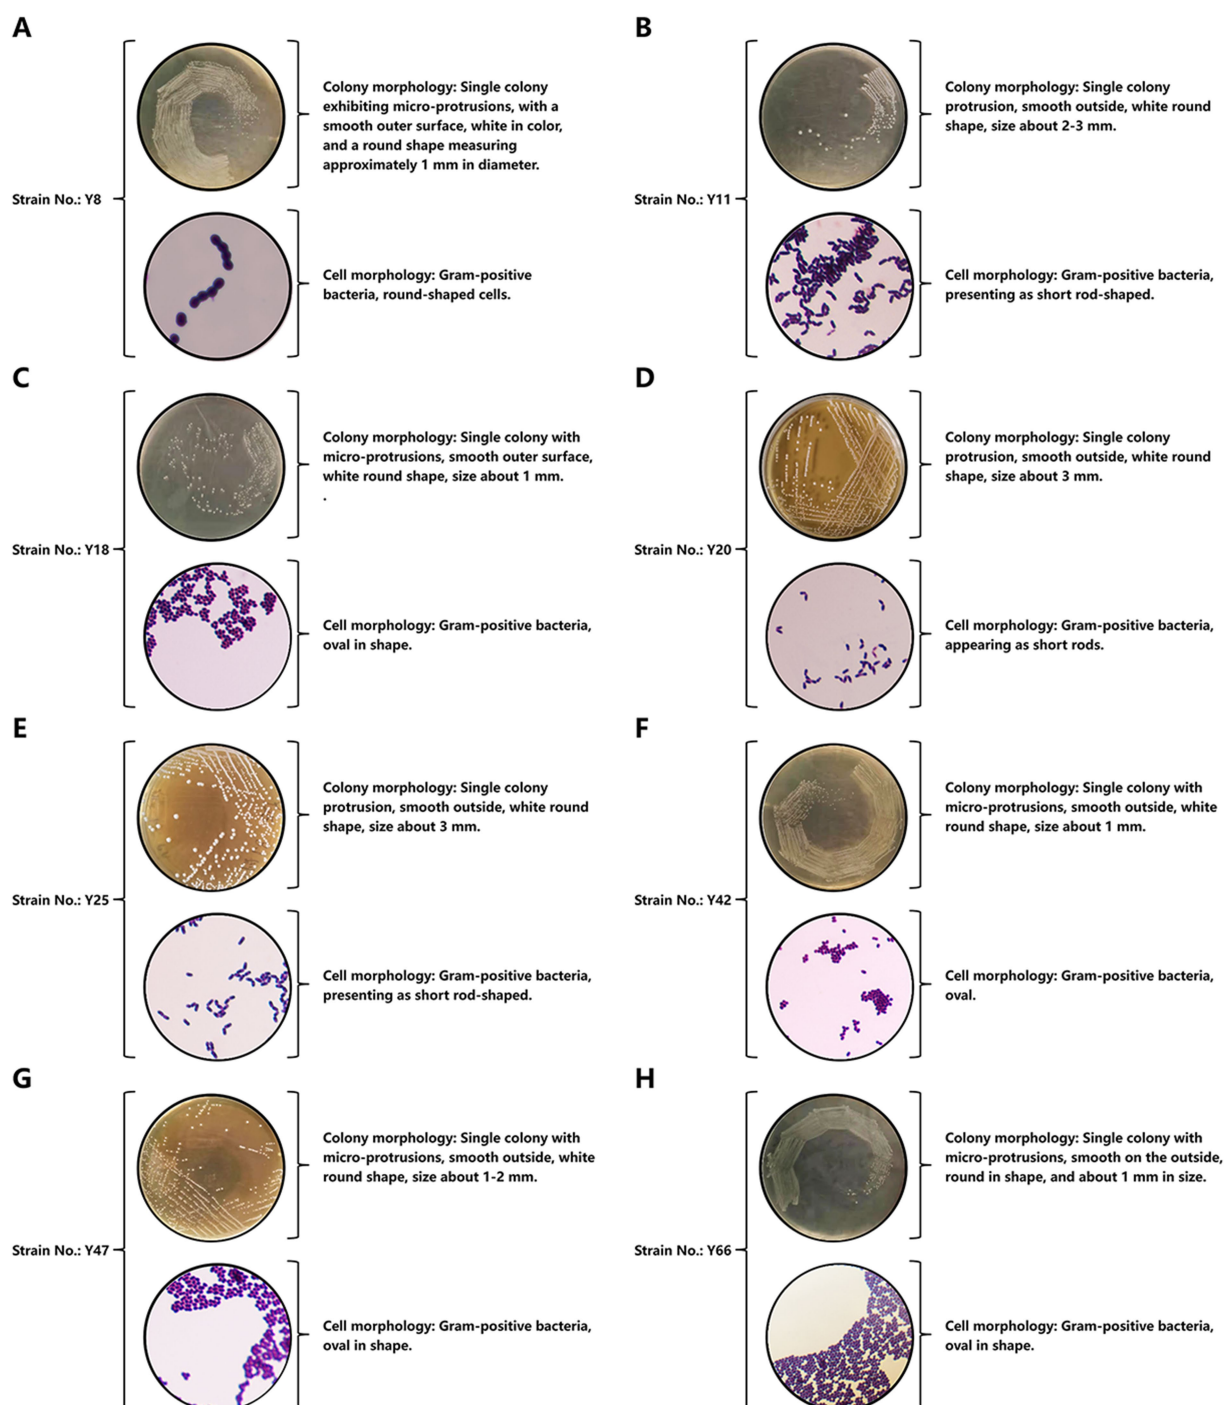 A
Colony morphology: Single colony
exhibiting micro-protrusions, with a
smooth outer surface, white in color,
and a round shape measuring
approximately 1 mm in diameter.
Strain No.: Y8
Cell morphology: Gram-positive
bacteria, round-shaped cells.
B
Colony morphology: Single colony
protrusion, smooth outside, white round
shape, size about 2-3 mm.
Strain No.: Y11
Cell morphology: Gram-positive bacteria,
presenting as short rod-shaped.
C
Colony morphology: Single colony with
micro-protrusions, smooth outer surface,
white round shape, size about 1 mm.
.
Strain No.: Y18
Cell morphology: Gram-positive bacteria,
oval in shape.
D
Colony morphology: Single colony
protrusion, smooth outside, white round
shape, size about 3 mm.
Strain No.: Y20
Cell morphology: Gram-positive bacteria,
appearing as short rods.
E
Colony morphology: Single colony
protrusion, smooth outside, white round
shape, size about 3 mm.
Strain No.: Y25
Cell morphology: Gram-positive bacteria,
presenting as short rod-shaped.
F
Colony morphology: Single colony with
micro-protrusions, smooth outside, white
round shape, size about 1 mm.
Strain No.: Y42
Cell morphology: Gram-positive bacteria,
oval.
G
Colony morphology: Single colony with
micro-protrusions, smooth outside, white
round shape, size about 1-2 mm.
Strain No.: Y47
Cell morphology: Gram-positive bacteria,
oval in shape.
H
Colony morphology: Single colony with
micro-protrusions, smooth on the outside,
round in shape, and about 1 mm in size.
Strain No.: Y66
Cell morphology: Gram-positive bacteria,
oval in shape.